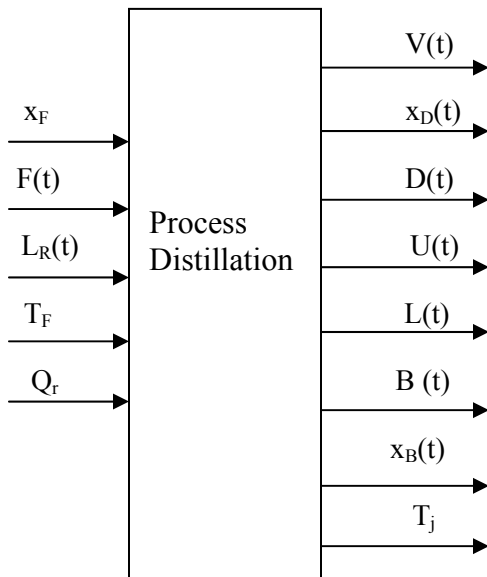 x_F
F(t)
L_R(t)
T_F
Q_r
Process
Distillation
V(t)
x_D(t)
D(t)
U(t)
L(t)
B (t)
x_B(t)
T_j